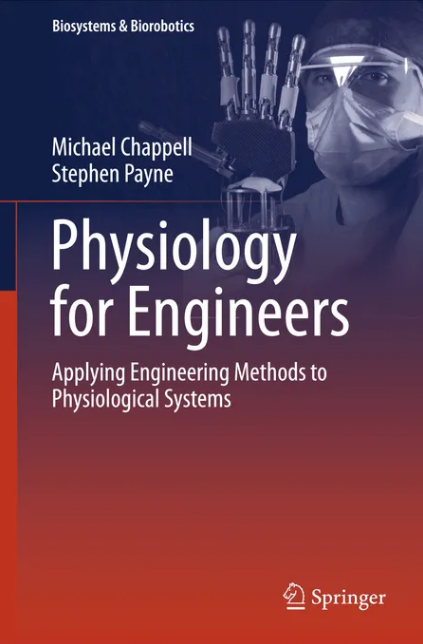 Biosystems & Biorobotics
Michael Chappell
Stephen Payne
Physiology
for Engineers
Applying Engineering Methods to
Physiological Systems
Springer